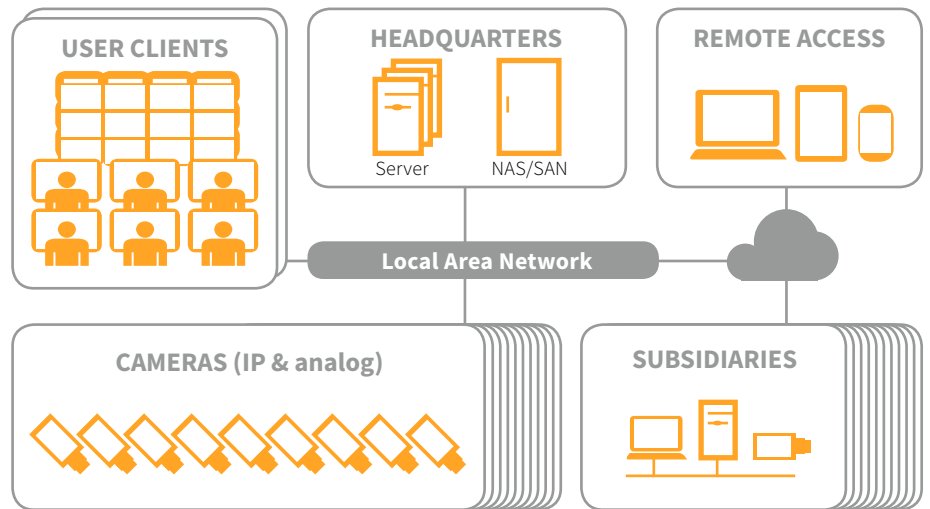 USER CLIENTS
HEADQUARTERS
Server
NAS/SAN
REMOTE ACCESS
Local Area Network
CAMERAS (IP & analog)
SUBSIDIARIES